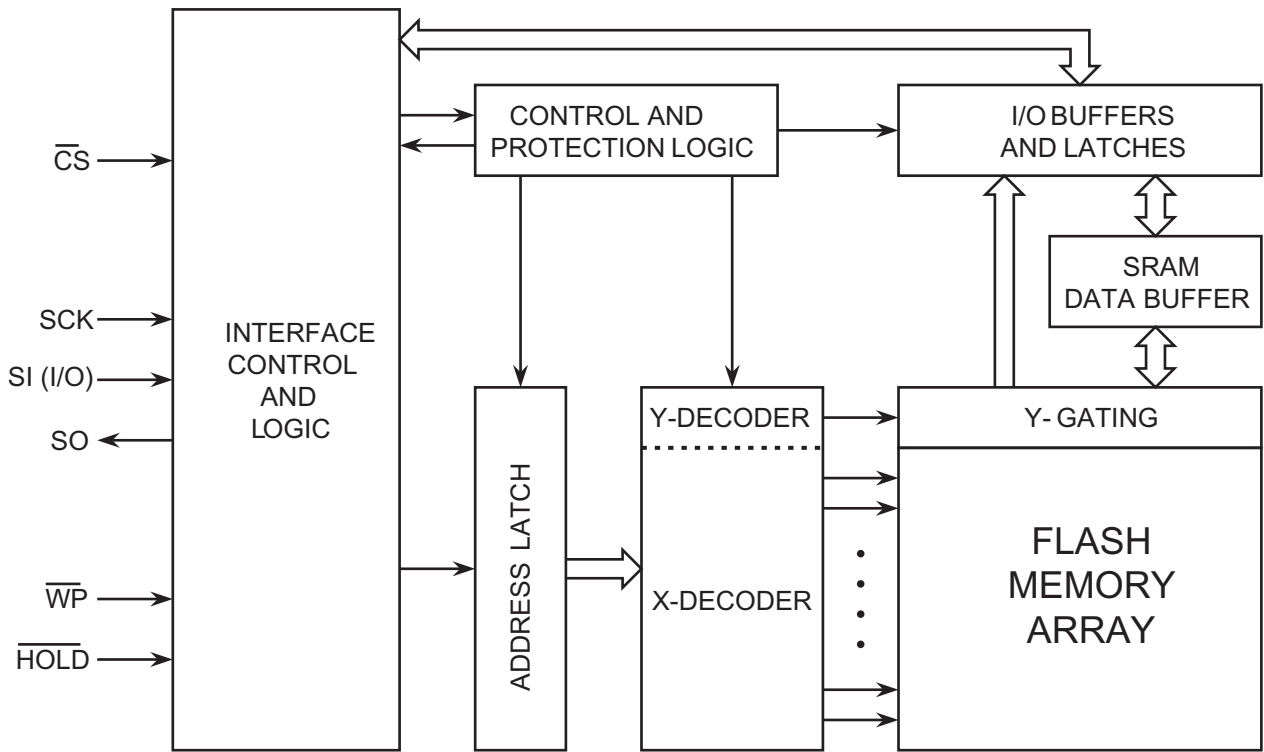 CS
SCK
SI (I/O)
SO
WP
HOLD
INTERFACE
CONTROL
AND
LOGIC
CONTROL AND
PROTECTION LOGIC
I/O BUFFERS
AND LATCHES
SRAM
DATA BUFFER
ADDRESS LATCH
Y-DECODER
X-DECODER
Y- GATING
FLASH
MEMORY
ARRAY